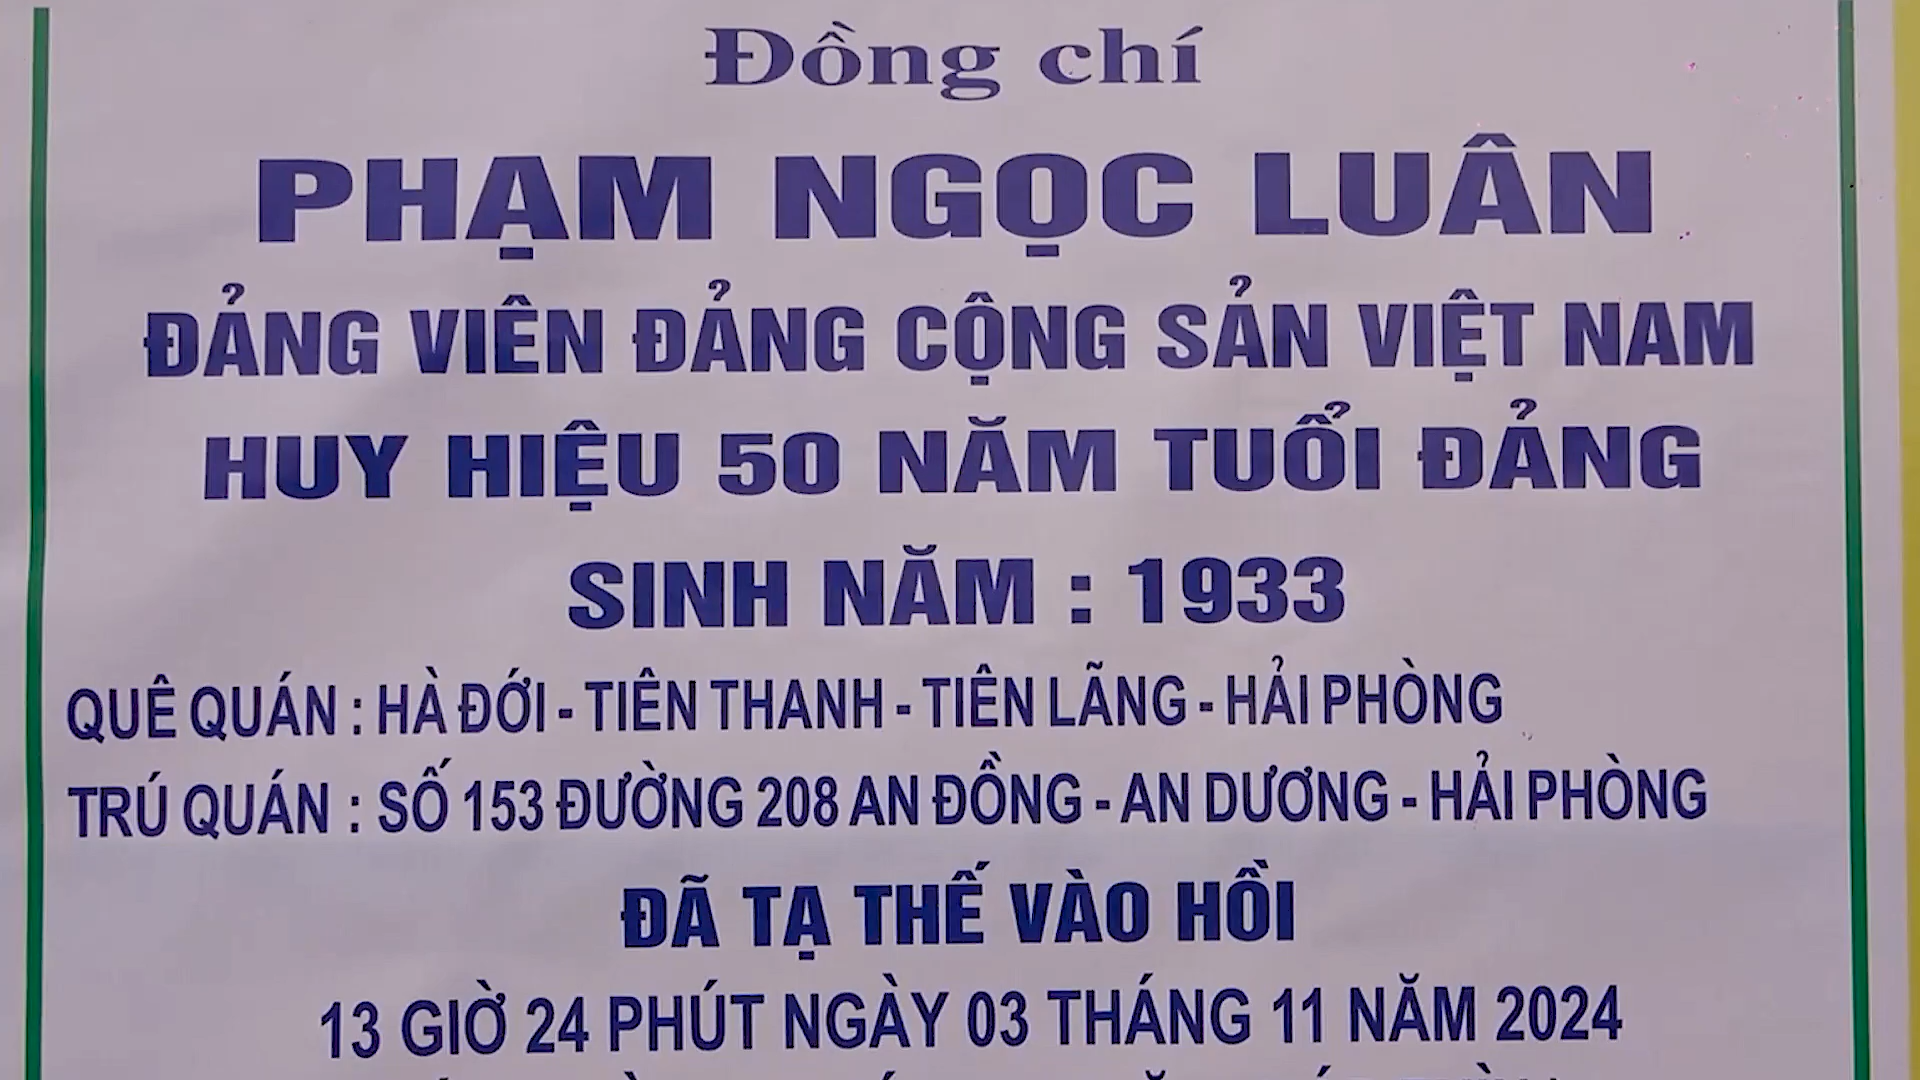 Đồng chí
PHẠM NGỌC LUÂN
ĐẢNG VIÊN ĐẢNG CỘNG SẢN VIỆT NAM
HUY HIỆU 50 NĂM TUỔI ĐẢNG
SINH NĂM : 1933
QUÊ QUÁN : HÀ ĐỚI - TIÊN THANH - TIÊN LÃNG - HẢI PHÒNG
TRÚ QUÁN : SỐ 153 ĐƯỜNG 208 AN ĐỒNG - AN DƯƠNG - HẢI PHÒNG
ĐÃ TẠ THẾ VÀO HỒI
13 GIỜ 24 PHÚT NGÀY 03 THÁNG 11 NĂM 2024